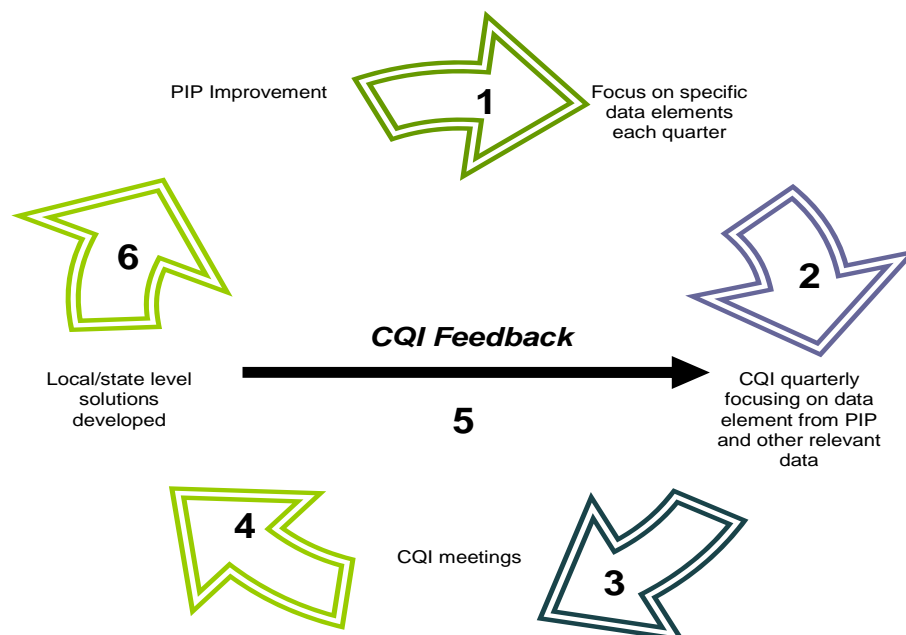 PIP Improvement
1
Focus on specific
data elements
each quarter
6
2
CQI Feedback
Local/state level
solutions
developed
5
CQI quarterly
focusing on data
element from PIP
and other relevant
data
4
CQI meetings
3